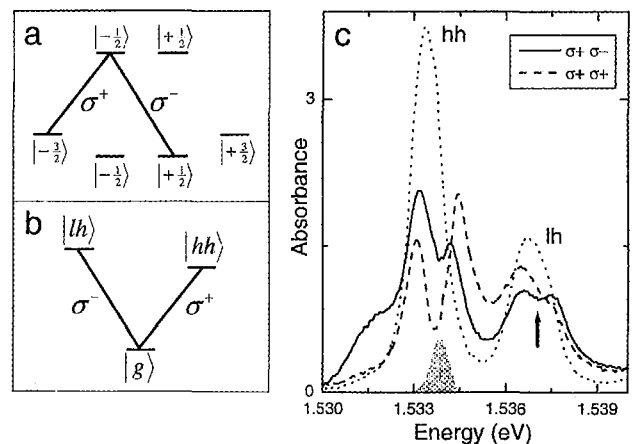 a
|−½⟩ |+½⟩
σ⁺ σ⁻
|−3/2⟩ |−½⟩ |+½⟩ |+3/2⟩
b
|lh⟩ |hh⟩
σ⁻ σ⁺
|g⟩
c
hh
σ+ σ−
σ+ σ+
lh
Absorbance
3
0
1.530 1.533 1.536 1.539
Energy (eV)